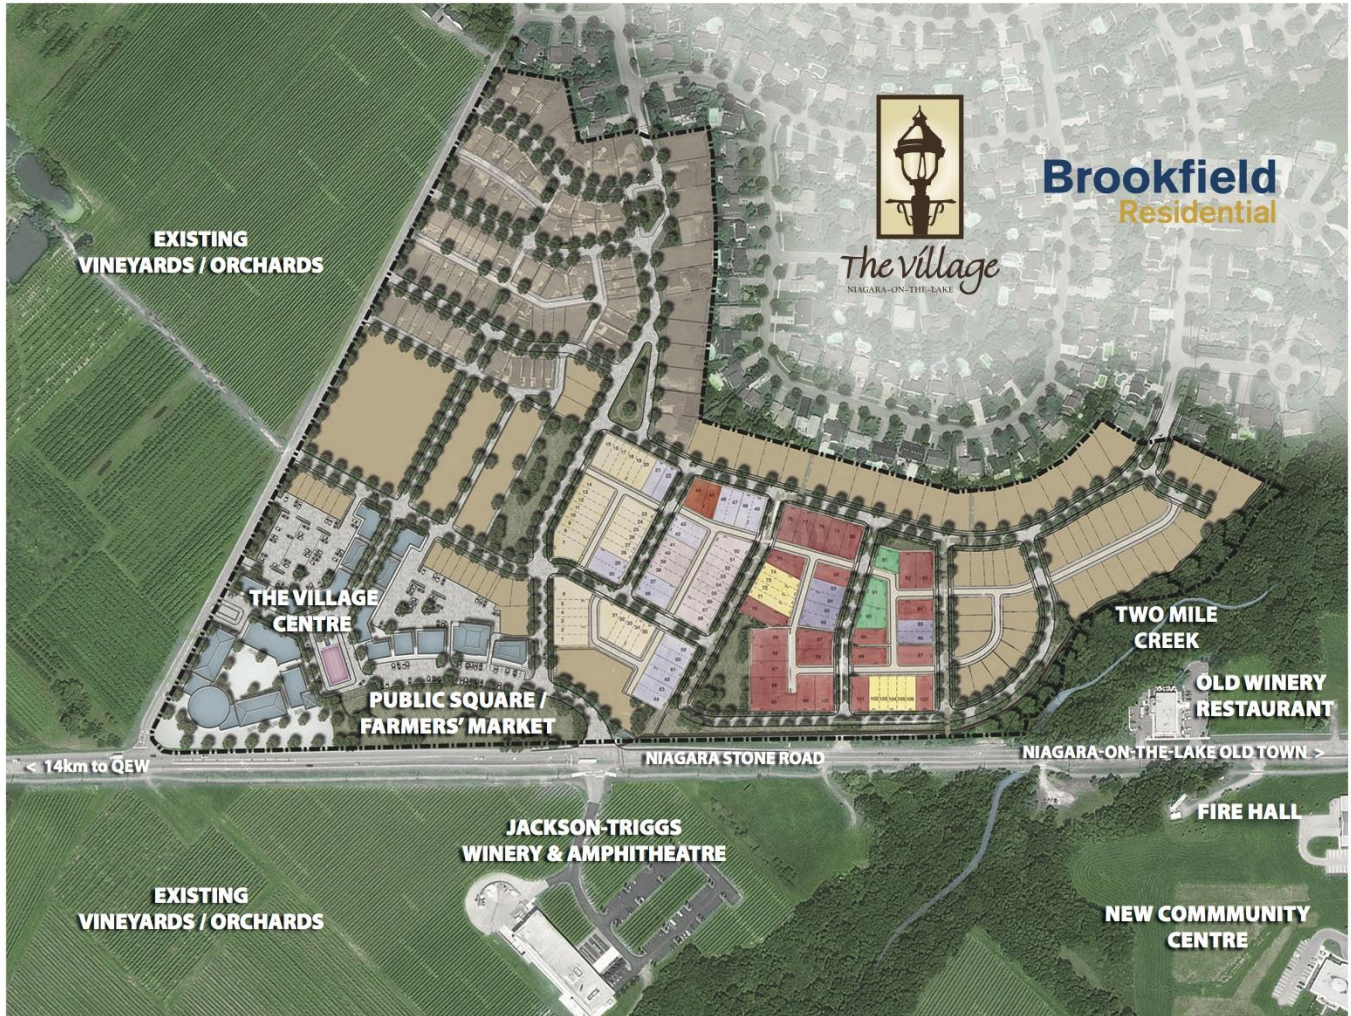 Brookfield
Residential
The Village
NIAGARA-ON-THE-LAKE
EXISTING
VINEYARDS / ORCHARDS
THE VILLAGE
CENTRE
PUBLIC SQUARE /
FARMERS' MARKET
TWO MILE
CREEK
OLD WINERY
RESTAURANT
< 14km to QEW
NIAGARA STONE ROAD
NIAGARA-ON-THE-LAKE OLD TOWN >
FIRE HALL
JACKSON-TRIGGS
WINERY & AMPHITHEATRE
EXISTING
VINEYARDS / ORCHARDS
NEW COMMMUNITY
CENTRE